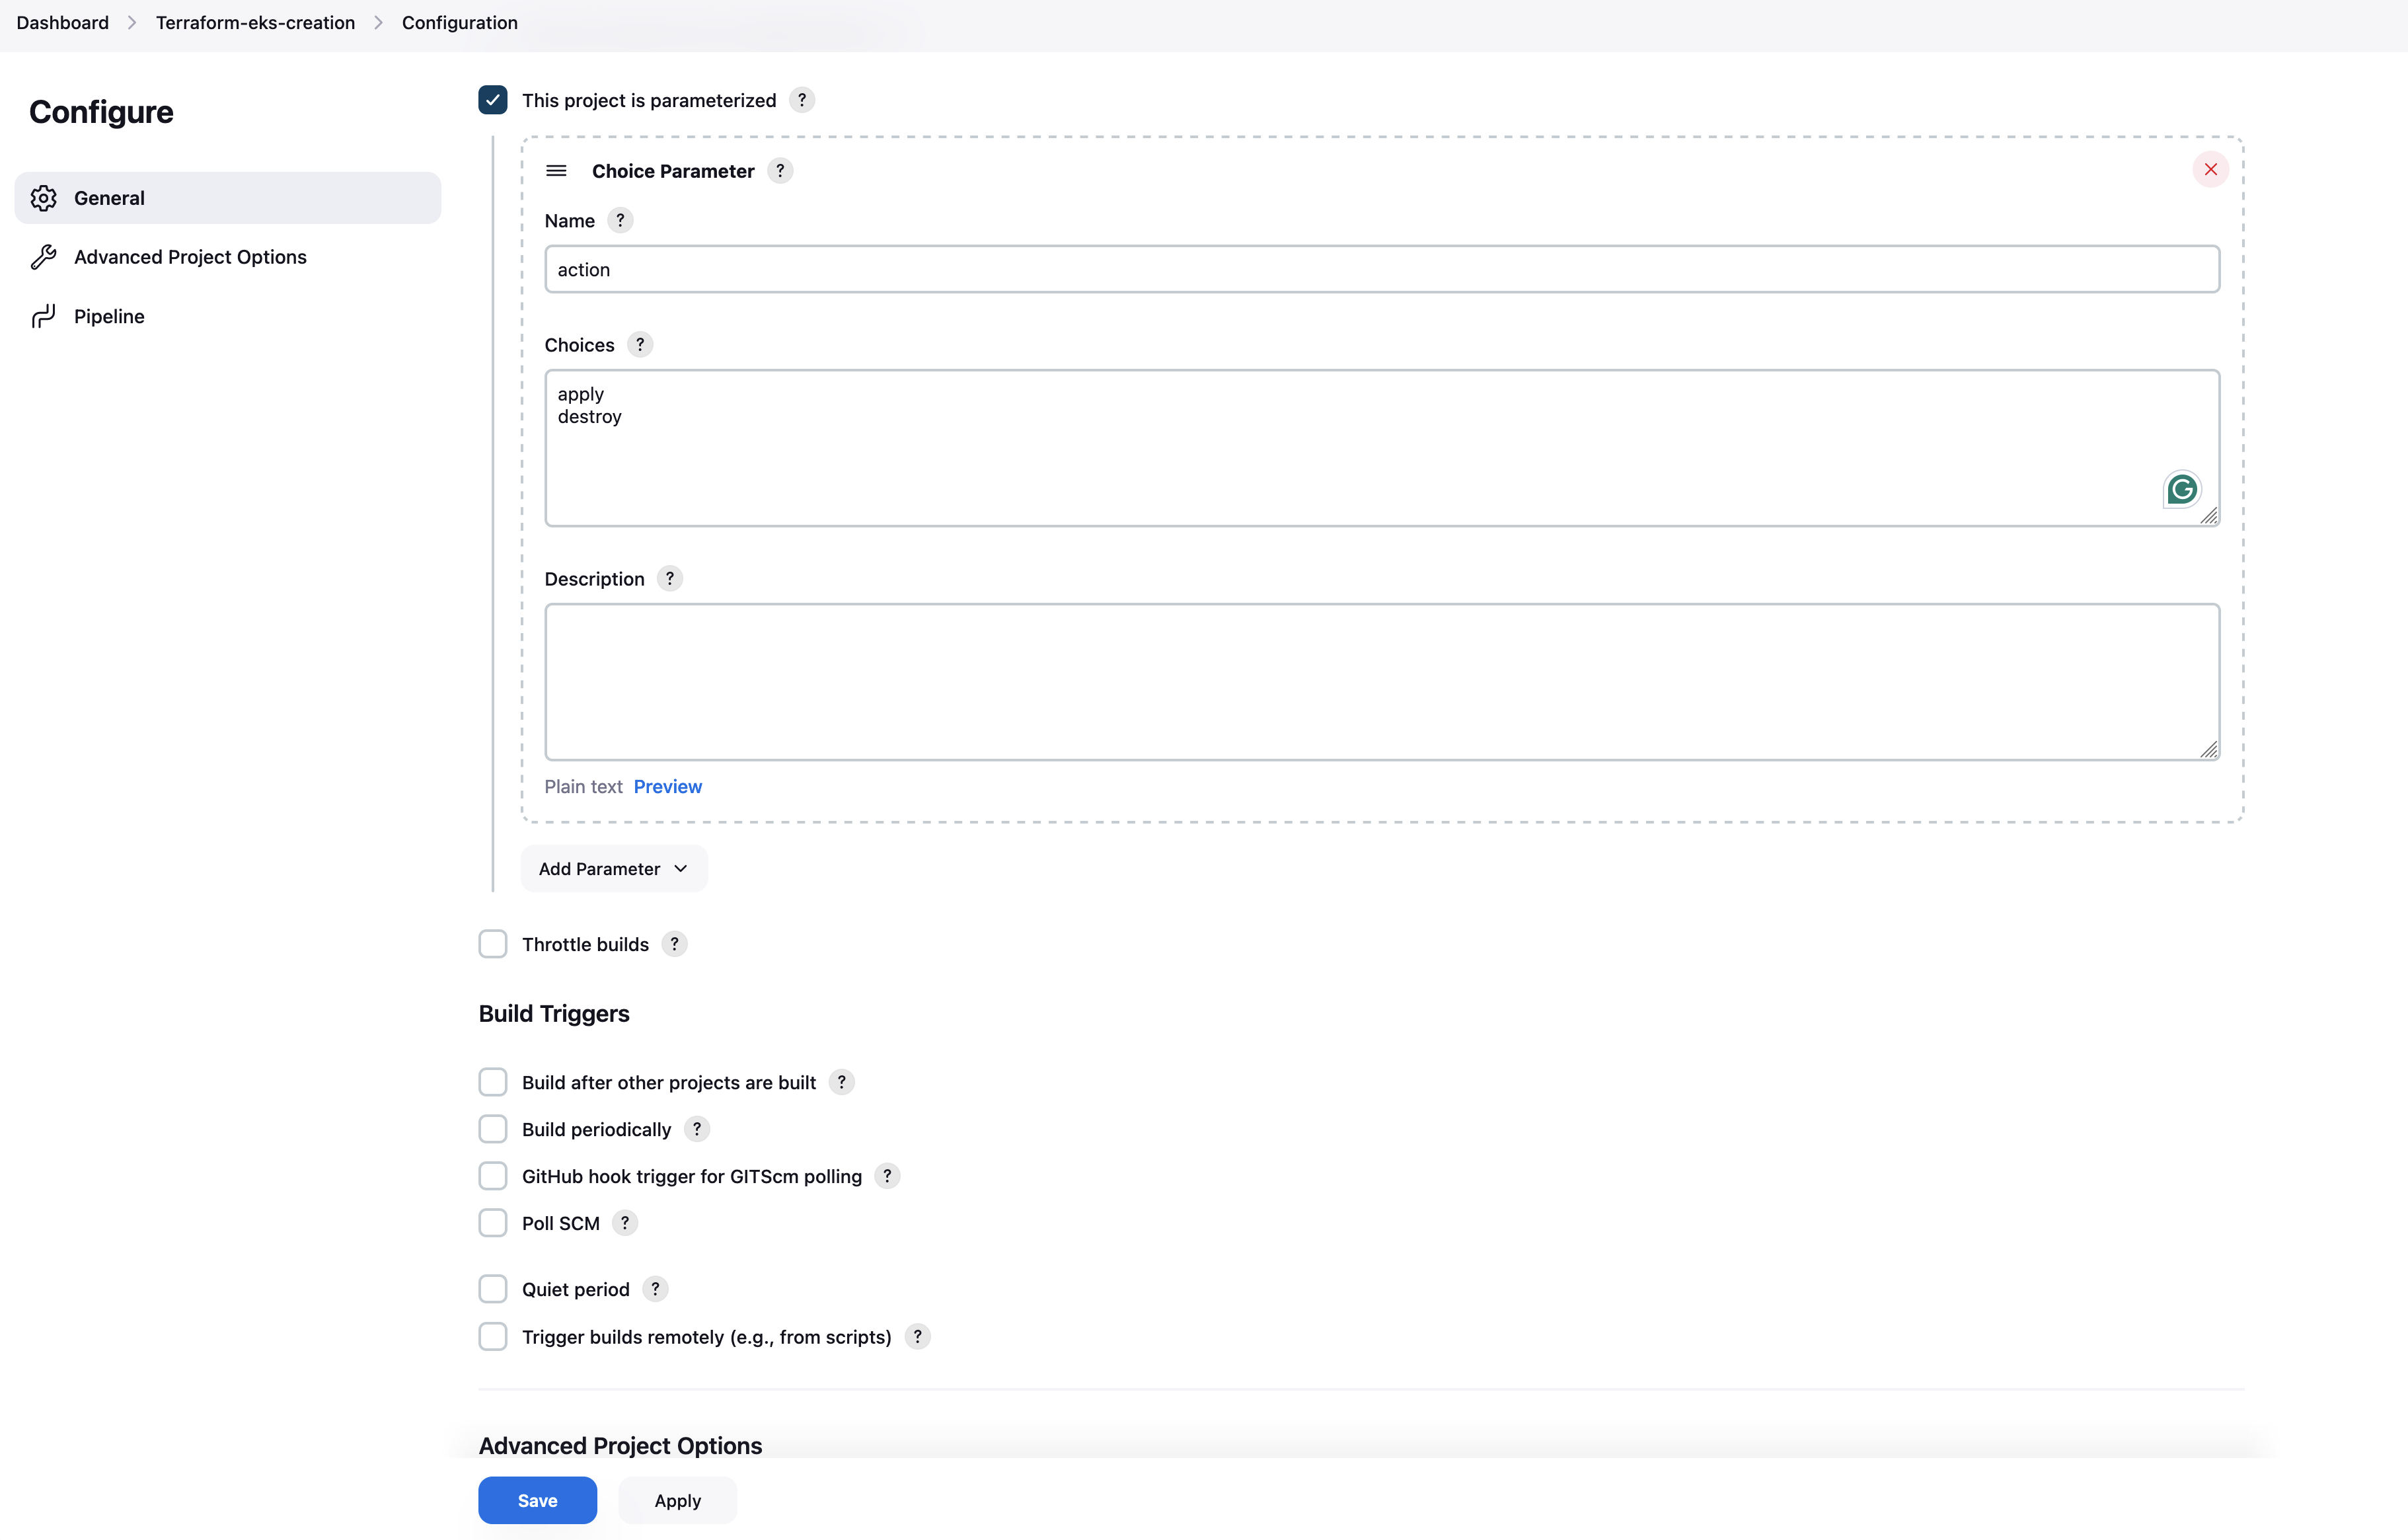 Dashboard > Terraform-eks-creation > Configuration
Configure
General
Advanced Project Options
Pipeline
This project is parameterized ?
Choice Parameter ?
Name ?
action
Choices ?
apply
destroy
G
Description ?
Plain text Preview
Add Parameter
Throttle builds ?
Build Triggers
Build after other projects are built ?
Build periodically ?
GitHub hook trigger for GITScm polling ?
Poll SCM ?
Quiet period ?
Trigger builds remotely (e.g., from scripts) ?
Advanced Project Options
Save Apply